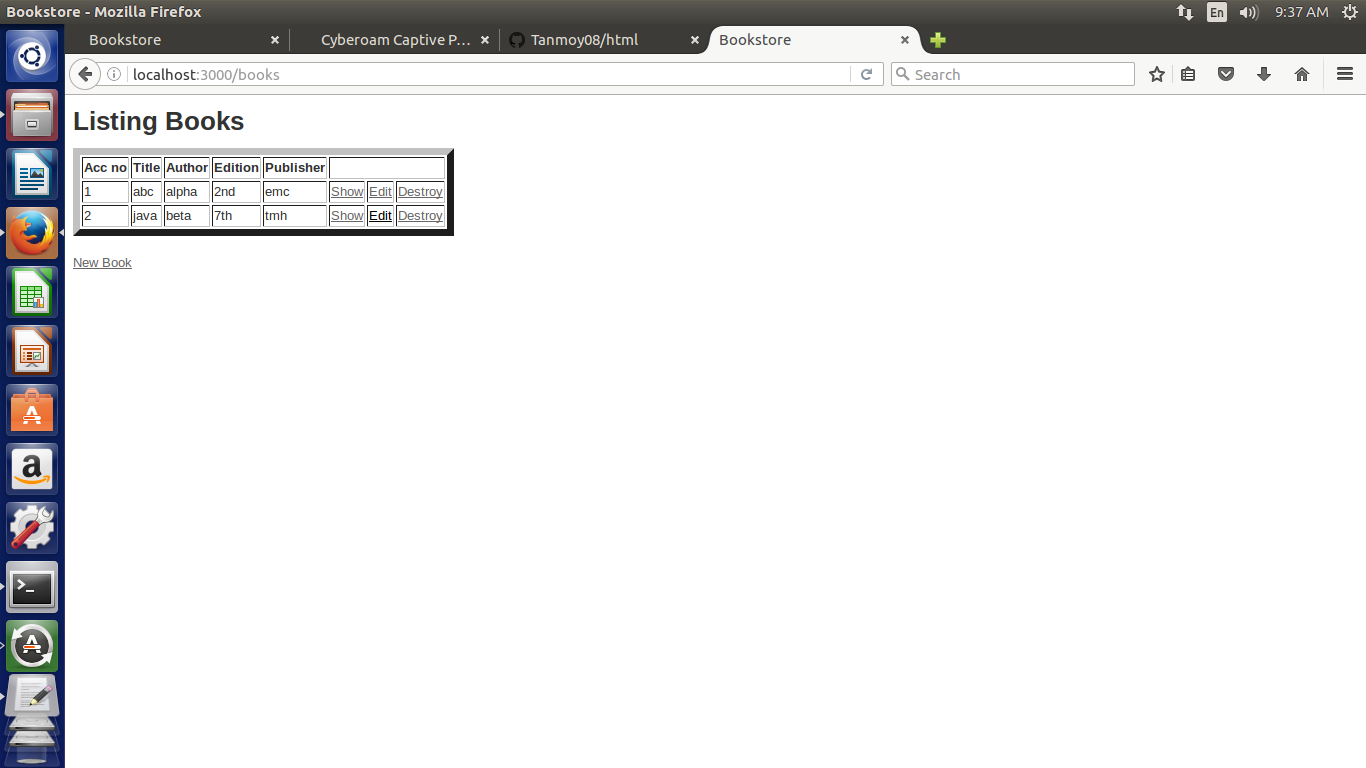 Bookstore - Mozilla Firefox En 9:37 AM
Bookstore Cyberoam Captive P... Tanmoy08/html Bookstore
localhost:3000/books Search
Listing Books
Acc no Title Author Edition Publisher
1 abc alpha 2nd emc Show Edit Destroy
2 java beta 7th tmh Show Edit Destroy
New Book